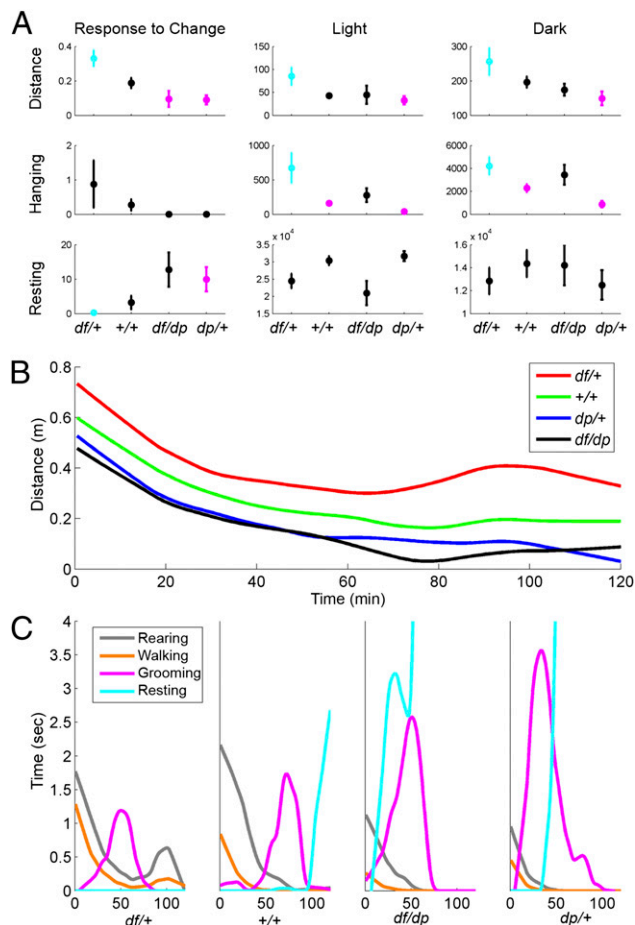 A
Response to Change Light Dark
Distance
0.4
0.2
0
150
100
50
0
300
200
100
Hanging
2
1
0
1000
500
0
6000
4000
2000
0
Resting
20
10
0
x 10⁴
3.5
3
2.5
2
1.5
x 10⁴
1.6
1.4
1.2
1
df/+ +/+ df/dp dp/+
df/+ +/+ df/dp dp/+
df/+ +/+ df/dp dp/+
B
Distance (m)
0.8
0.6
0.4
0.2
0
0 20 40 60 80 100 120
Time (min)
df/+
+/+
dp/+
df/dp
C
Time (sec)
4
3.5
3
2.5
2
1.5
1
0.5
0
Rearing
Walking
Grooming
Resting
0 50 100
0 50 100
0 50 100
0 50 100
df/+ +/+ df/dp dp/+